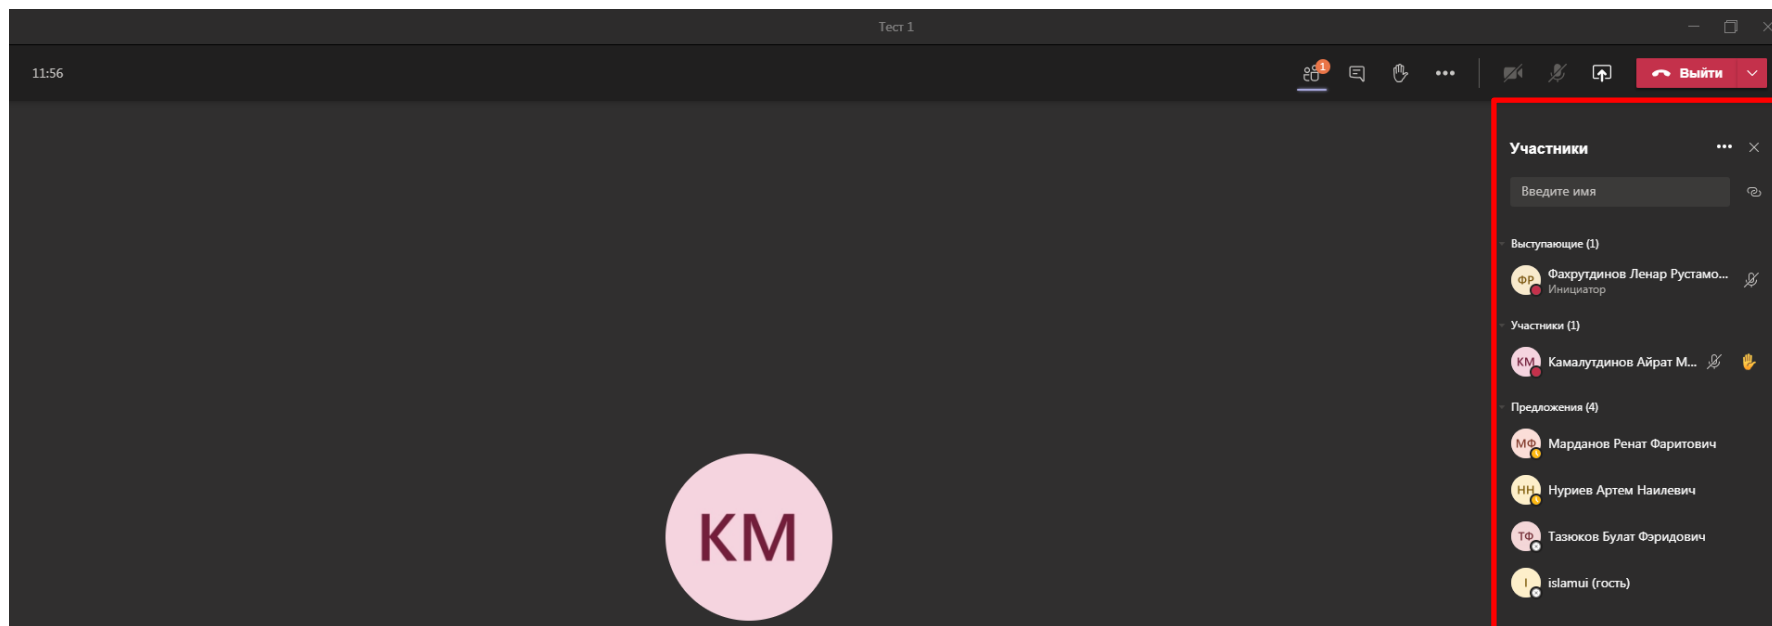 Тест 1
11:56
1
Выйти
Участники
Введите имя
Выступающие (1)
ФР
Фахрутдинов Ленар Рустамо...
Инициатор
Участники (1)
КМ
Камалутдинов Айрат М...
Предложения (4)
МФ
Марданов Ренат Фаритович
НН
Нуриев Артем Наилевич
ТФ
Тазюков Булат Фэридович
I
islamui (гость)
КМ